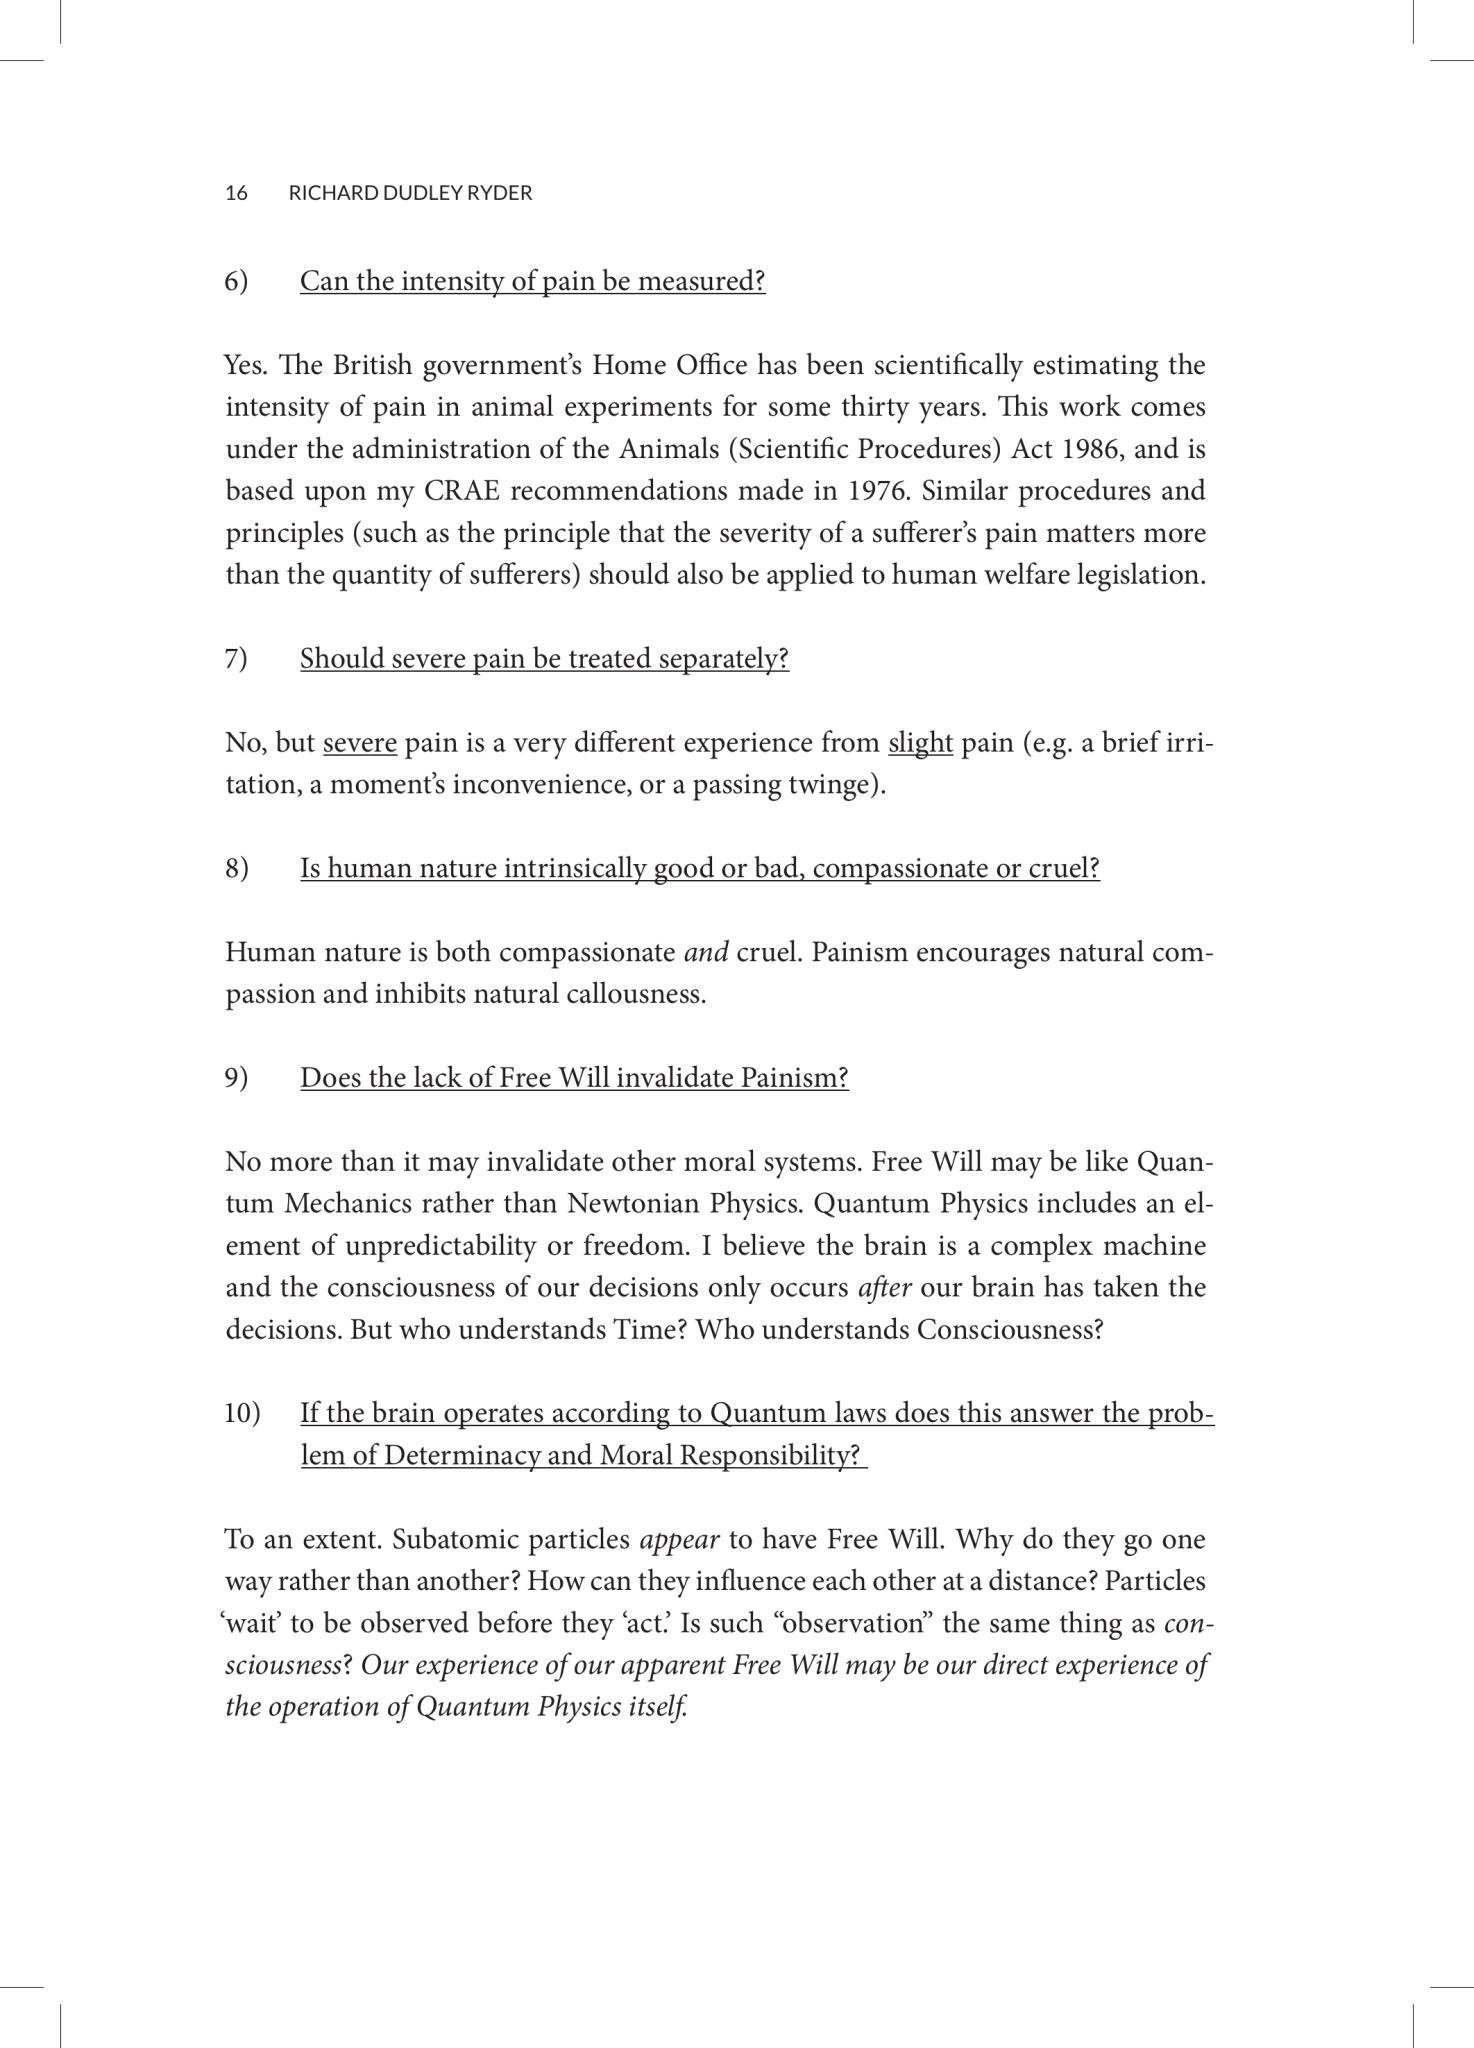 16 RICHARD DUDLEY RYDER
6) Can the intensity of pain be measured?
Yes. The British government’s Home Office has been scientifically estimating the
intensity of pain in animal experiments for some thirty years. This work comes
under the administration of the Animals (Scientific Procedures) Act 1986, and is
based upon my CRAE recommendations made in 1976. Similar procedures and
principles (such as the principle that the severity of a sufferer’s pain matters more
than the quantity of sufferers) should also be applied to human welfare legislation.
7) Should severe pain be treated separately?
No, but severe pain is a very different experience from slight pain (e.g. a brief irri-
tation, a moment’s inconvenience, or a passing twinge).
8) Is human nature intrinsically good or bad, compassionate or cruel?
Human nature is both compassionate and cruel. Painism encourages natural com-
passion and inhibits natural callousness.
9) Does the lack of Free Will invalidate Painism?
No more than it may invalidate other moral systems. Free Will may be like Quan-
tum Mechanics rather than Newtonian Physics. Quantum Physics includes an el-
ement of unpredictability or freedom. I believe the brain is a complex machine
and the consciousness of our decisions only occurs after our brain has taken the
decisions. But who understands Time? Who understands Consciousness?
10) If the brain operates according to Quantum laws does this answer the prob-
lem of Determinacy and Moral Responsibility?
To an extent. Subatomic particles appear to have Free Will. Why do they go one
way rather than another? How can they influence each other at a distance? Particles
‘wait’ to be observed before they ‘act.’ Is such “observation” the same thing as con-
sciousness? Our experience of our apparent Free Will may be our direct experience of
the operation of Quantum Physics itself.